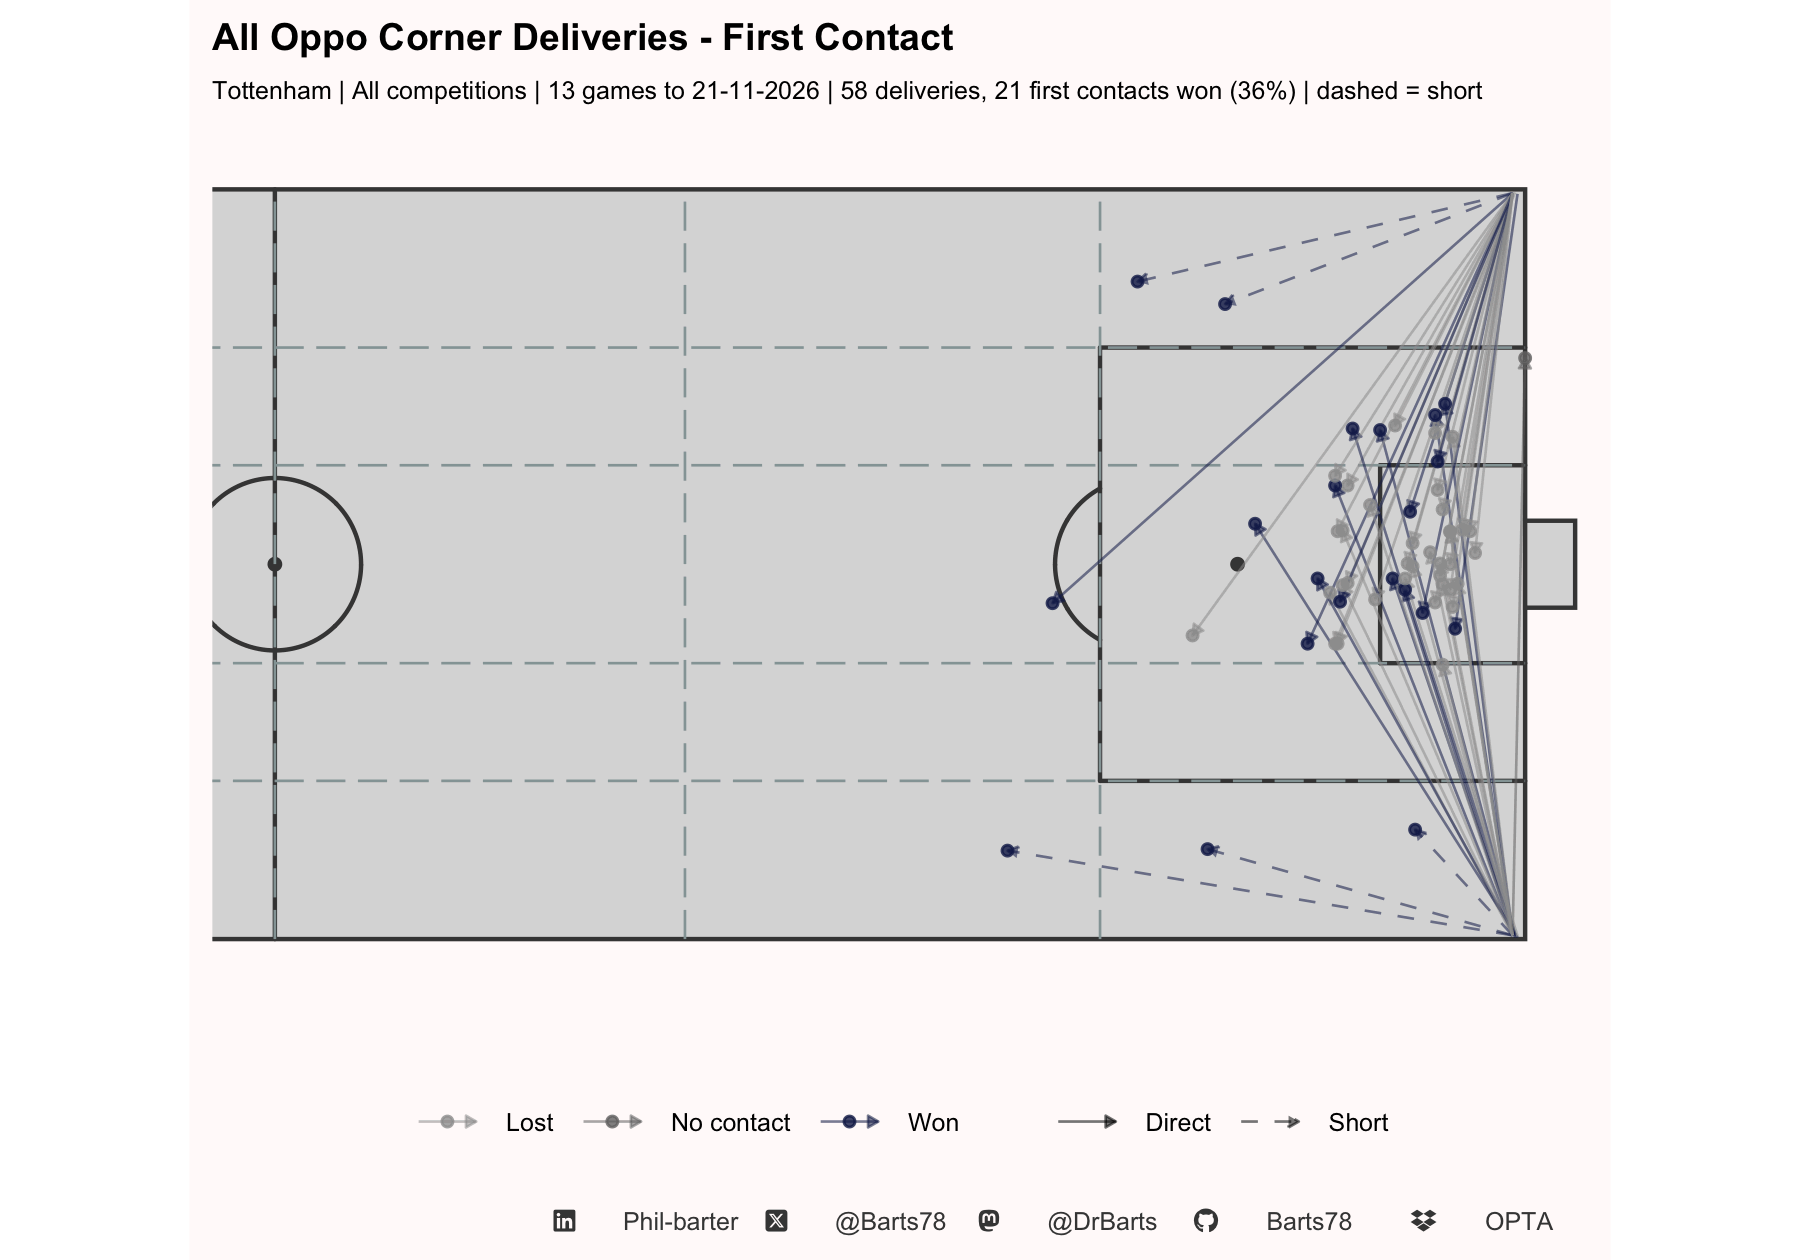 All Oppo Corner Deliveries - First Contact
Tottenham | All competitions | 13 games to 21-11-2026 | 58 deliveries, 21 first contacts won (36%) | dashed = short
Lost No contact Won Direct Short
Phil-barter @Barts78 @DrBarts Barts78 OPTA